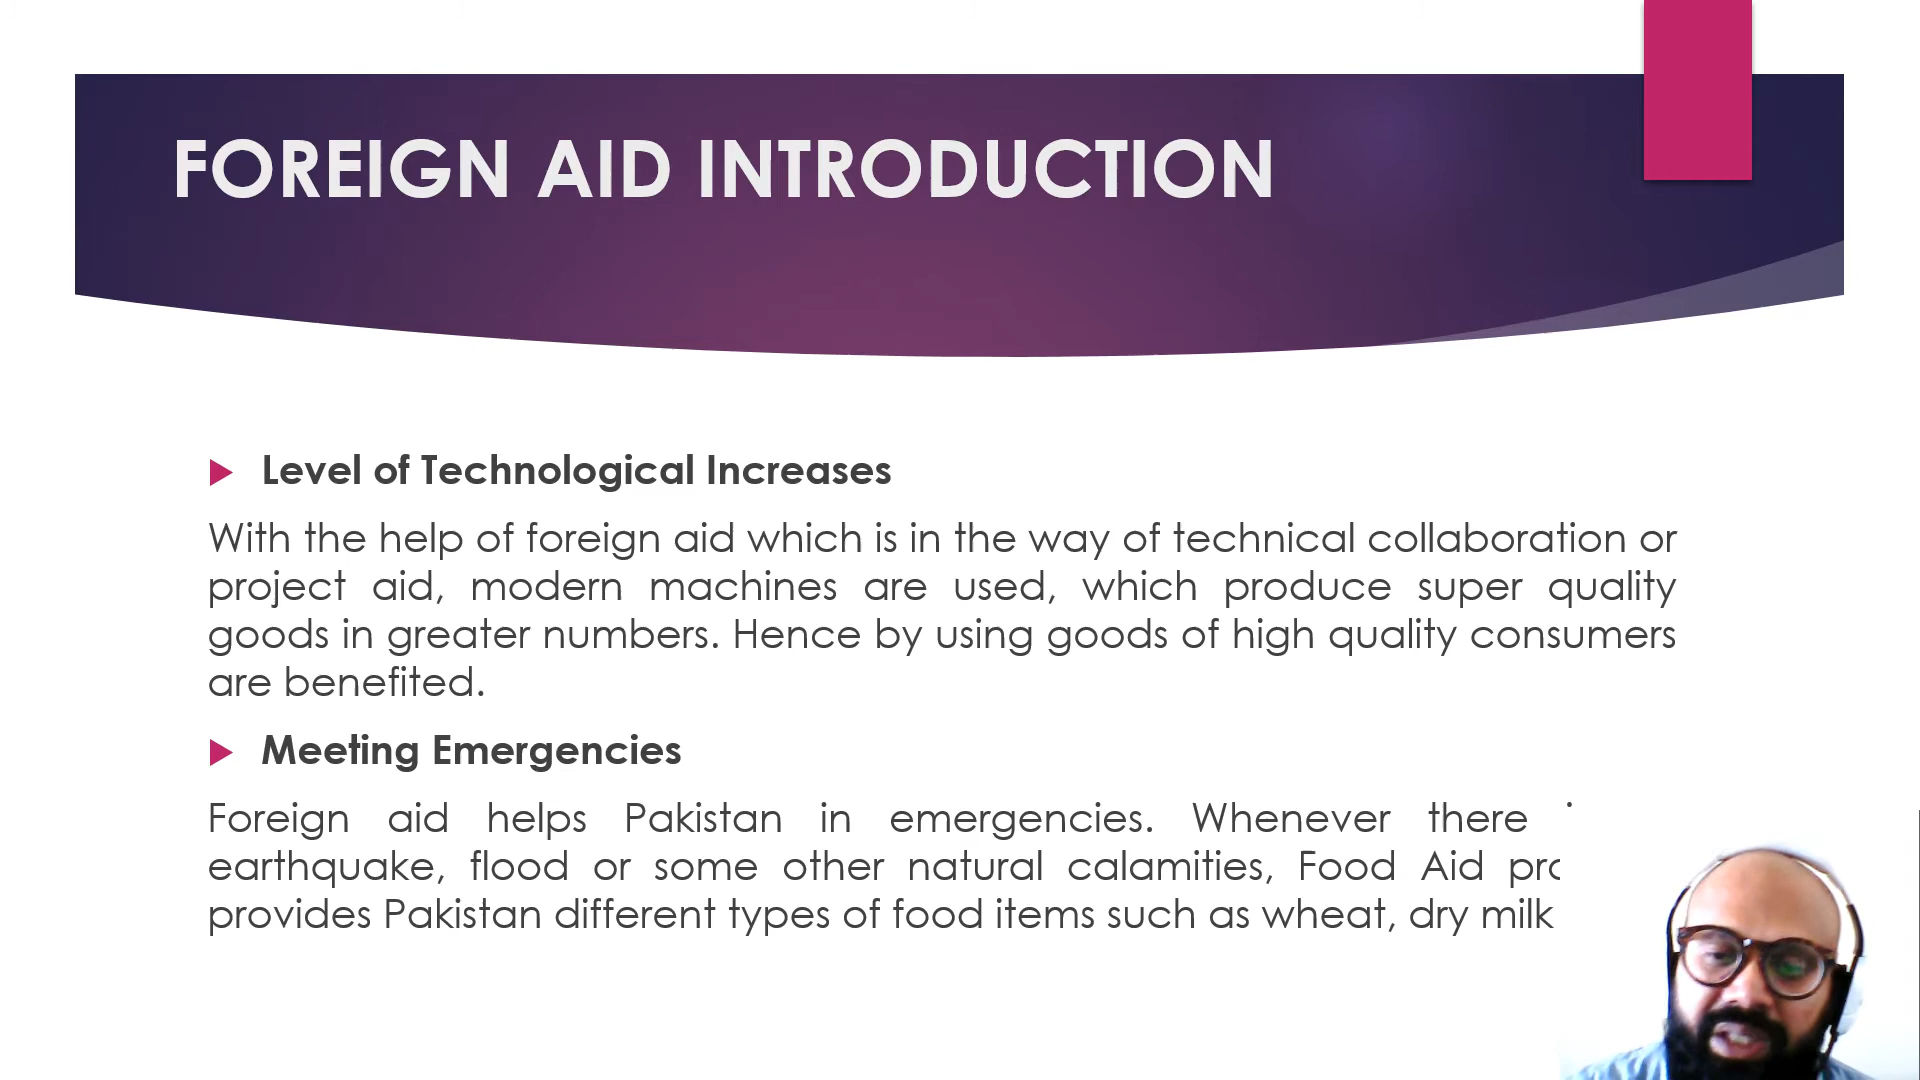 FOREIGN AID INTRODUCTION
Level of Technological Increases
With the help of foreign aid which is in the way of technical collaboration or
project aid, modern machines are used, which produce super quality
goods in greater numbers. Hence by using goods of high quality consumers
are benefited.
Meeting Emergencies
Foreign aid helps Pakistan in emergencies. Whenever there
earthquake, flood or some other natural calamities, Food Aid
provides Pakistan different types of food items such as wheat, dry milk